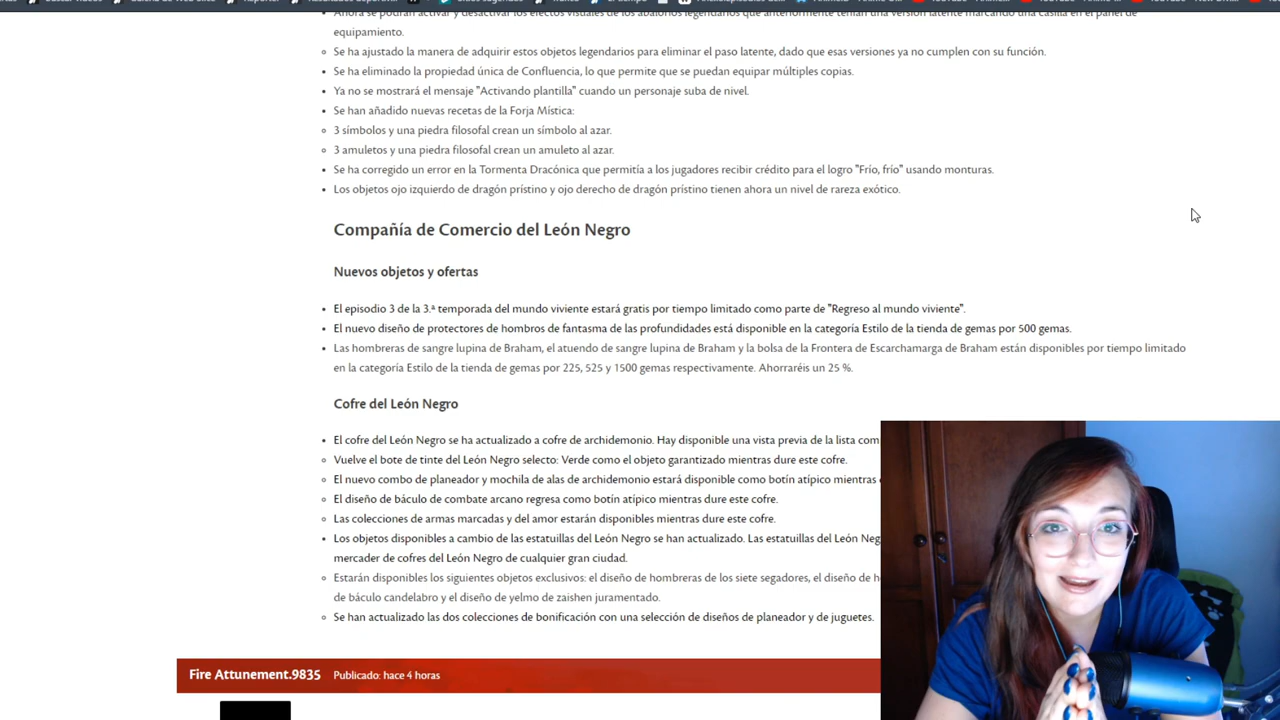 Ahora se podrán activar y desactivar los efectos visuales de los abalorios legendarios que anteriormente tenían una versión latente marcando una casilla en el panel de
equipamiento.
Se ha ajustado la manera de adquirir estos objetos legendarios para eliminar el paso latente, dado que esas versiones ya no cumplen con su función.
Se ha eliminado la propiedad única de Confluencia, lo que permite que se puedan equipar múltiples copias.
Ya no se mostrará el mensaje "Activando plantilla" cuando un personaje suba de nivel.
Se han añadido nuevas recetas de la Forja Mística:
3 símbolos y una piedra filosofal crean un símbolo al azar.
3 amuletos y una piedra filosofal crean un amuleto al azar.
Se ha corregido un error en la Tormenta Dracónica que permitía a los jugadores recibir crédito para el logro "Frío, frío" usando monturas.
Los objetos ojo izquierdo de dragón prístino y ojo derecho de dragón prístino tienen ahora un nivel de rareza exótico.
Compañía de Comercio del León Negro
Nuevos objetos y ofertas
El episodio 3 de la 3.ª temporada del mundo viviente estará gratis por tiempo limitado como parte de "Regreso al mundo viviente".
El nuevo diseño de protectores de hombros de fantasma de las profundidades está disponible en la categoría Estilo de la tienda de gemas por 500 gemas.
Las hombreras de sangre lupina de Braham, el atuendo de sangre lupina de Braham y la bolsa de la Frontera de Escarchamarga de Braham están disponibles por tiempo limitado
en la categoría Estilo de la tienda de gemas por 225, 525 y 1500 gemas respectivamente. Ahorraréis un 25 %.
Cofre del León Negro
El cofre del León Negro se ha actualizado a cofre de archidemonio. Hay disponible una vista previa de la lista com
Vuelve el bote de tinte del León Negro selecto: Verde como el objeto garantizado mientras dure este cofre.
El nuevo combo de planeador y mochila de alas de archidemonio estará disponible como botín atípico mientras
El diseño de báculo de combate arcano regresa como botín atípico mientras dure este cofre.
Las colecciones de armas marcadas y del amor estarán disponibles mientras dure este cofre.
Los objetos disponibles a cambio de las estatuillas del León Negro se han actualizado. Las estatuillas del León Neg
mercader de cofres del León Negro de cualquier gran ciudad.
Estarán disponibles los siguientes objetos exclusivos: el diseño de hombreras de los siete segadores, el diseño de
de báculo candelabro y el diseño de yelmo de zaishen juramentado.
Se han actualizado las dos colecciones de bonificación con una selección de diseños de planeador y de juguetes.
Fire Attunement.9835 Publicado: hace 4 horas